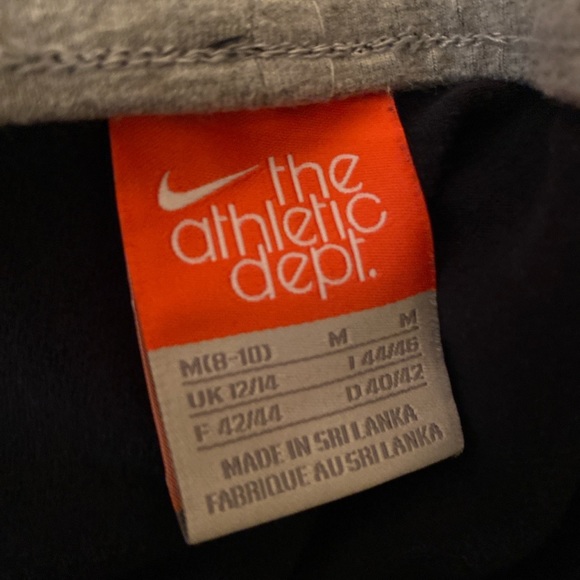 the
athletic
dept.
M(8-10) M M
UK 12/14 I 44/46
F 42/44 D 40/42
MADE IN SRI LANKA
FABRIQUE AU SRI LANKA